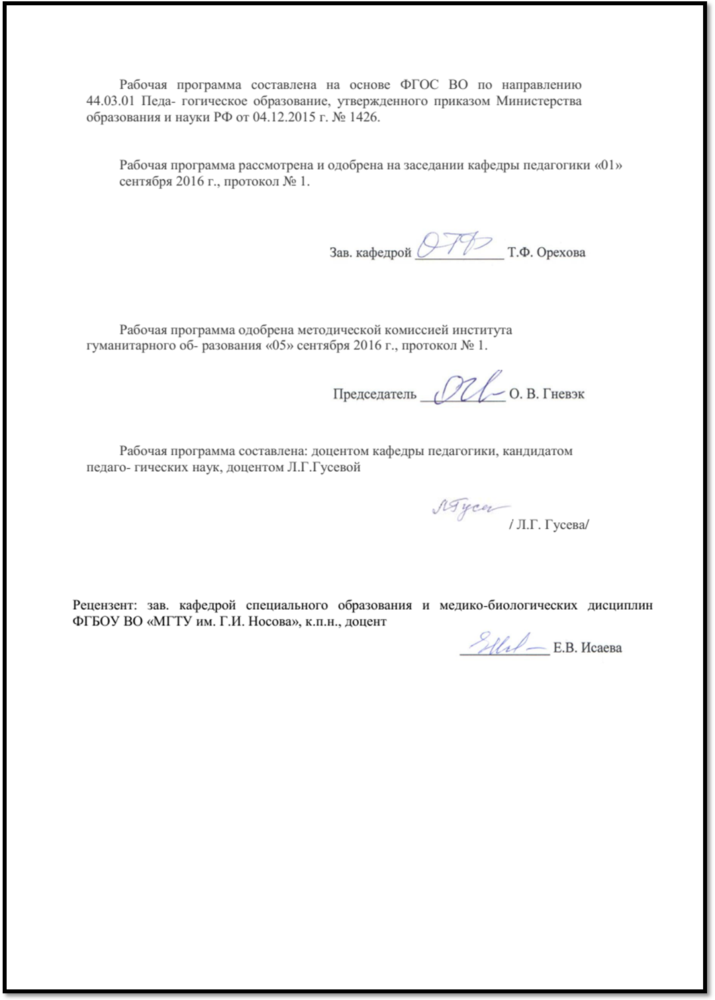 Рабочая программа составлена на основе ФГОС ВО по направлению
44.03.01 Педа- гогическое образование, утвержденного приказом Министерства
образования и науки РФ от 04.12.2015 г. № 1426.
Рабочая программа рассмотрена и одобрена на заседании кафедры педагогики «01»
сентября 2016 г., протокол № 1.
Зав. кафедрой _____________ Т.Ф. Орехова
Рабочая программа одобрена методической комиссией института
гуманитарного об- разования «05» сентября 2016 г., протокол № 1.
Председатель ____________ О. В. Гневэк
Рабочая программа составлена: доцентом кафедры педагогики, кандидатом
педаго- гических наук, доцентом Л.Г.Гусевой
/ Л.Г. Гусева/
Рецензент: зав. кафедрой специального образования и медико-биологических дисциплин
ФГБОУ ВО «МГТУ им. Г.И. Носова», к.п.н., доцент
_____________ Е.В. Исаева